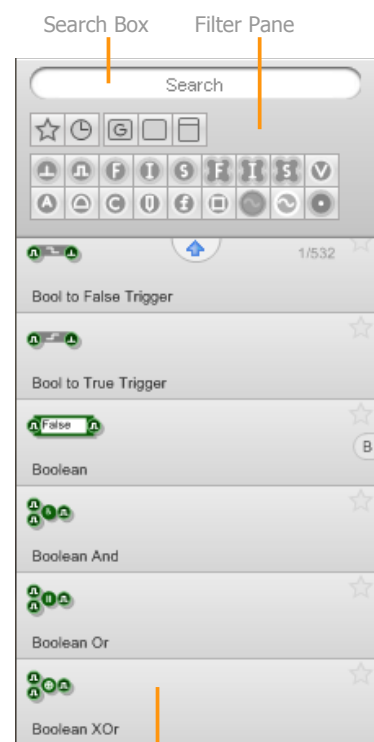 Search Box Filter Pane
Search
G
F I S F I S V
A C f
1/532
Bool to False Trigger
Bool to True Trigger
False
B
Boolean
&
Boolean And
Boolean Or
Boolean XOr